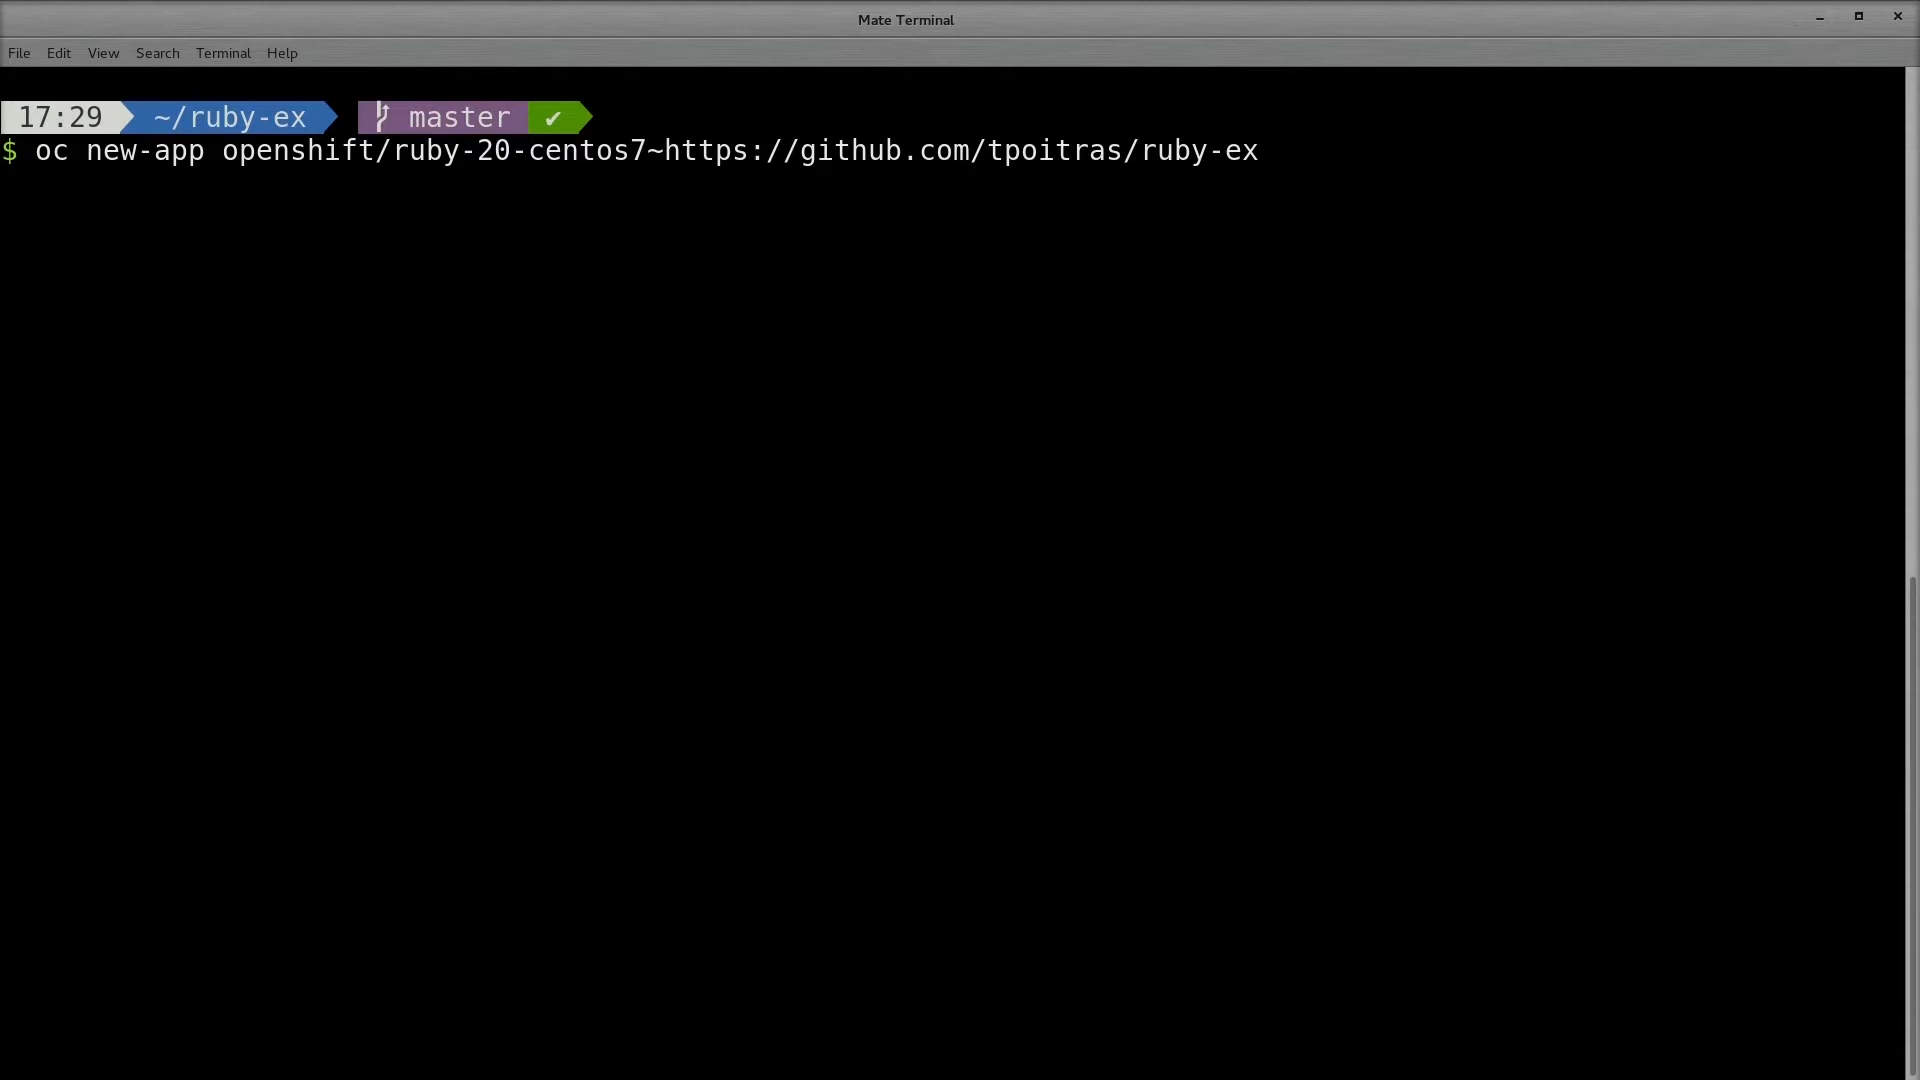 Mate Terminal
File Edit View Search Terminal Help
17:29 ~/ruby-ex master ✔
$ oc new-app openshift/ruby-20-centos7~https://github.com/tpoitras/ruby-ex